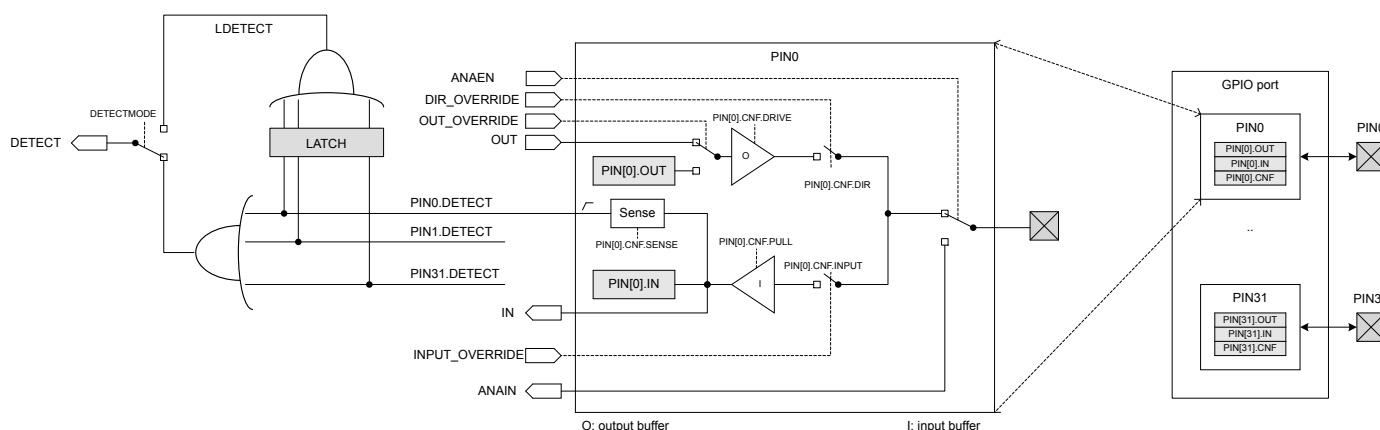 LDETECT
PIN0
ANAEN
GPIO port
DIR_OVERRIDE
DETECTMODE
OUT_OVERRIDE
PIN[0].CNF.DRIVE
PIN0
DETECT
LATCH
OUT
O
PIN[0].OUT
PIN[0].IN
PIN[0].CNF
PIN[0].OUT
PIN[0].CNF.DIR
PIN0.DETECT
Sense
PIN1.DETECT
PIN[0].CNF.SENSE
PIN[0].CNF.PULL
..
PIN[0].CNF.INPUT
PIN31.DETECT
PIN[0].IN
I
PIN31
IN
PIN[31].OUT
PIN[31].IN
PIN[31].CNF
INPUT_OVERRIDE
ANAIN
O: output buffer
I: input buffer